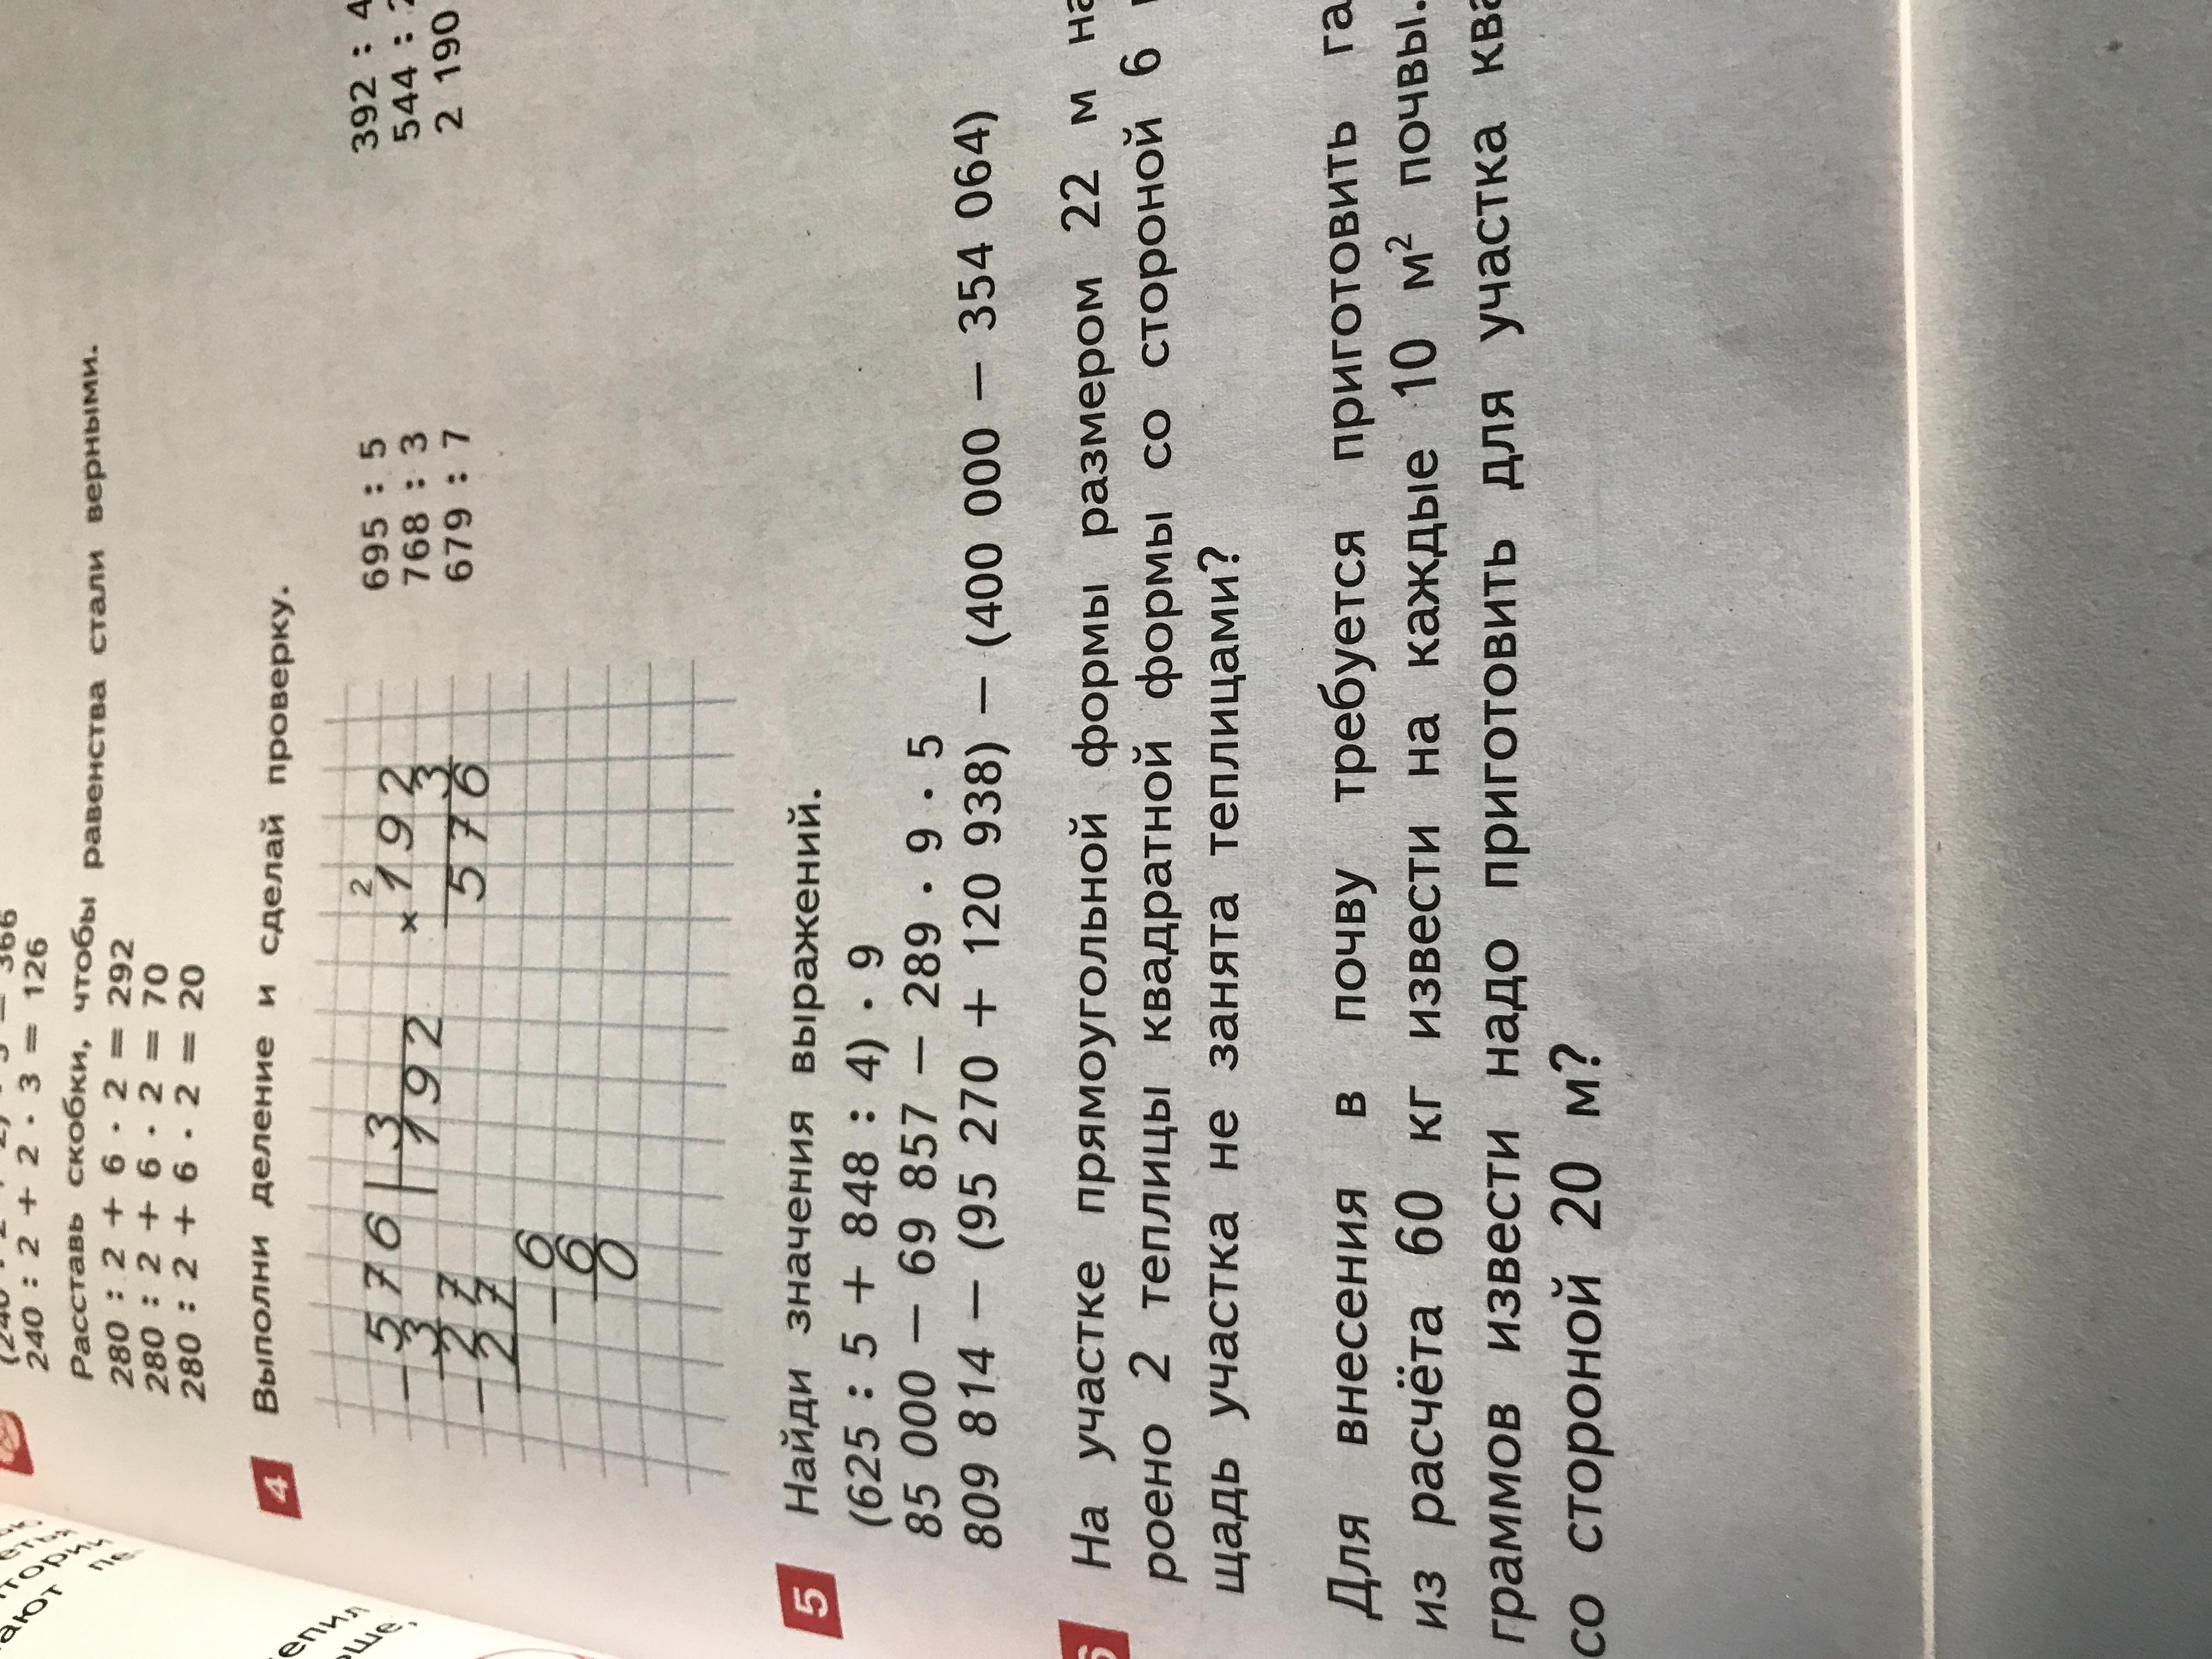 = 366
240 : 2 + 2 · 3 = 126
Расставь скобки, чтобы равенства стали верными.
280 : 2 + 6 · 2 = 292
280 : 2 + 6 · 2 = 70
280 : 2 + 6 · 2 = 20
4 Выполни деление и сделай проверку.
576 3
3 192
27
27
6
6
0
2
× 192
3
576
695 : 5
768 : 3
679 : 7
392 : 4
544 :
2 190
5 Найди значения выражений.
(625 : 5 + 848 : 4) · 9
85 000 – 69 857 – 289 · 9 · 5
809 814 – (95 270 + 120 938) – (400 000 – 354 064)
6 На участке прямоугольной формы размером 22 м
роено 2 теплицы квадратной формы со стороной 6
щадь участка не занята теплицами?
Для внесения в почву требуется приготовить
из расчёта 60 кг извести на каждые 10 м² почвы.
граммов извести надо приготовить для участка
со стороной 20 м?